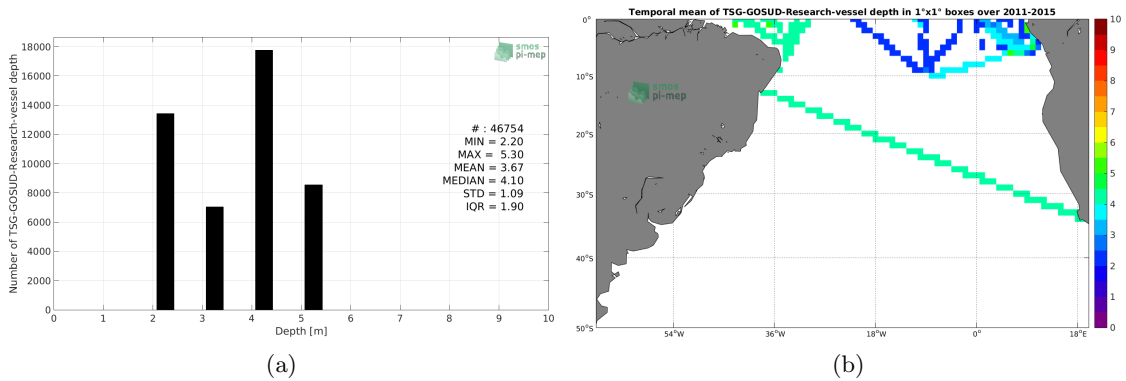 18000
16000
14000
12000
10000
8000
6000
4000
2000
0
Number of TSG-GOSUD-Research-vessel depth
smos
pi-mep
# : 46754
MIN = 2.20
MAX = 5.30
MEAN = 3.67
MEDIAN = 4.10
STD = 1.09
IQR = 1.90
0 1 2 3 4 5 6 7 8 9 10
Depth [m]
(a)
Temporal mean of TSG-GOSUD-Research-vessel depth in 1°x1° boxes over 2011-2015
0°
10°S
20°S
30°S
40°S
50°S
smos
pi-mep
54°W 36°W 18°W 0° 18°E
10
9
8
7
6
5
4
3
2
1
0
(b)